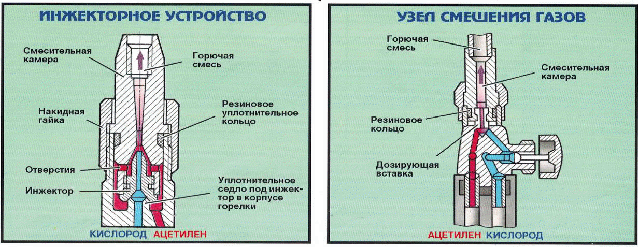 ИНЖЕКТОРНОЕ УСТРОЙСТВО
Смесительная
камера
Горючая
смесь
Накидная
гайка
Резиновое
уплотнительное
кольцо
Отверстия
Инжектор
Уплотнительное
седло под инжек-
тор в корпусе
горелки
КИСЛОРОД АЦЕТИЛЕН
УЗЕЛ СМЕШЕНИЯ ГАЗОВ
Горючая
смесь
Смесительная
камера
Резиновое
кольцо
Дозирующая
вставка
АЦЕТИЛЕН КИСЛОРОД